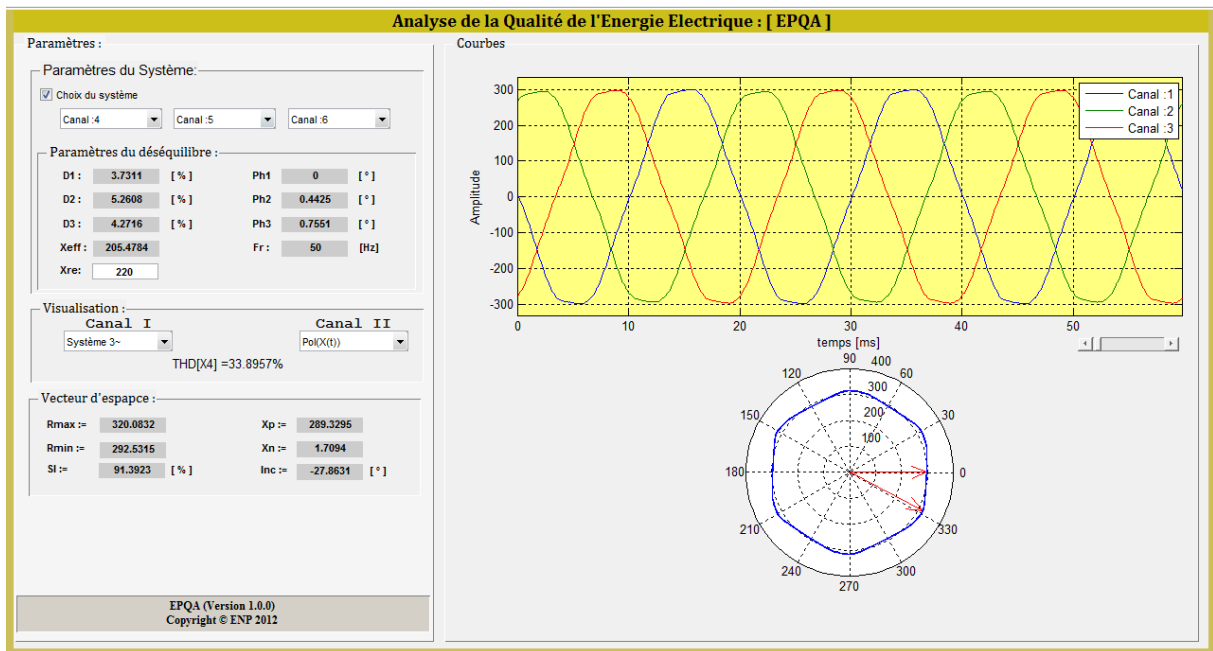 Analyse de la Qualité de l'Energie Electrique : [ EPQA ]
Paramètres :
Paramètres du Système:
Choix du système
Canal :4 Canal :5 Canal :6
Paramètres du déséquilibre :
D1 : 3.7311 [ % ] Ph1 0 [ ° ]
D2 : 5.2608 [ % ] Ph2 0.4425 [ ° ]
D3 : 4.2716 [ % ] Ph3 0.7551 [ ° ]
Xeff : 205.4784 Fr : 50 [Hz]
Xre: 220
Visualisation :
Canal I Canal II
Système 3~ Pol(X(t))
THD[X4] =33.8957%
Vecteur d'espapce :
Rmax := 320.0832 Xp := 289.3295
Rmin := 292.5315 Xn := 1.7094
SI := 91.3923 [ % ] Inc := -27.8631 [ ° ]
EPQA (Version 1.0.0)
Copyright © ENP 2012
Courbes
300
200
100
0
-100
-200
-300
Amplitude
Canal :1
Canal :2
Canal :3
0 10 20 30 40 50
temps [ms]
90 400
120 60
300
150 200 30
100
180 0
210 330
240 300
270